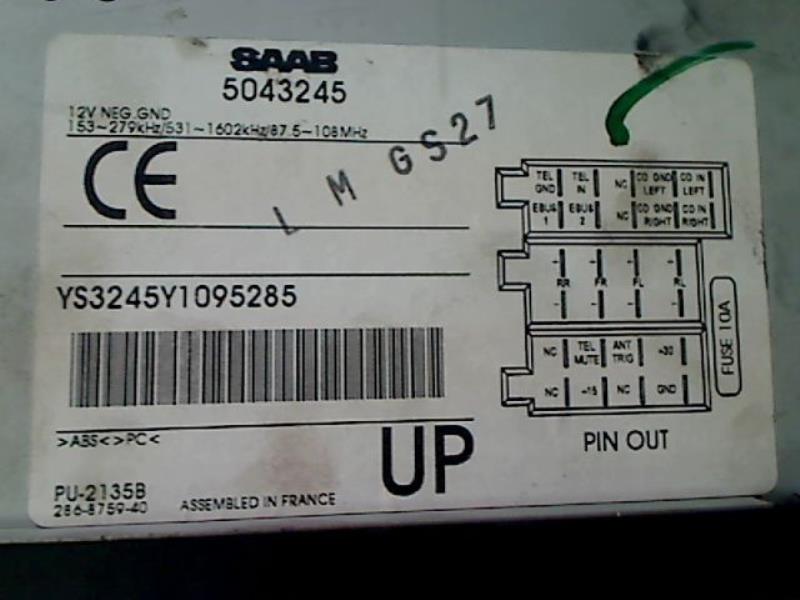 SAAB
5043245
12V NEG.GND
153~279kHz/531~1602kHz/87.5~108MHz
CE
L M G S 27
YS3245Y1095285
>ABS<>PC<
PU-2135B
286-8759-40
ASSEMBLED IN FRANCE
UP
TEL GND TEL IN NC CD GND LEFT CD IN LEFT
EBUS 1 EBUS 2 NC CD GND RIGHT CD IN RIGHT
- - - -
RR FR FL RL
- - - -
NC TEL MUTE ANT TRIG +30
NC +15 NC GND
FUSE 10A
PIN OUT